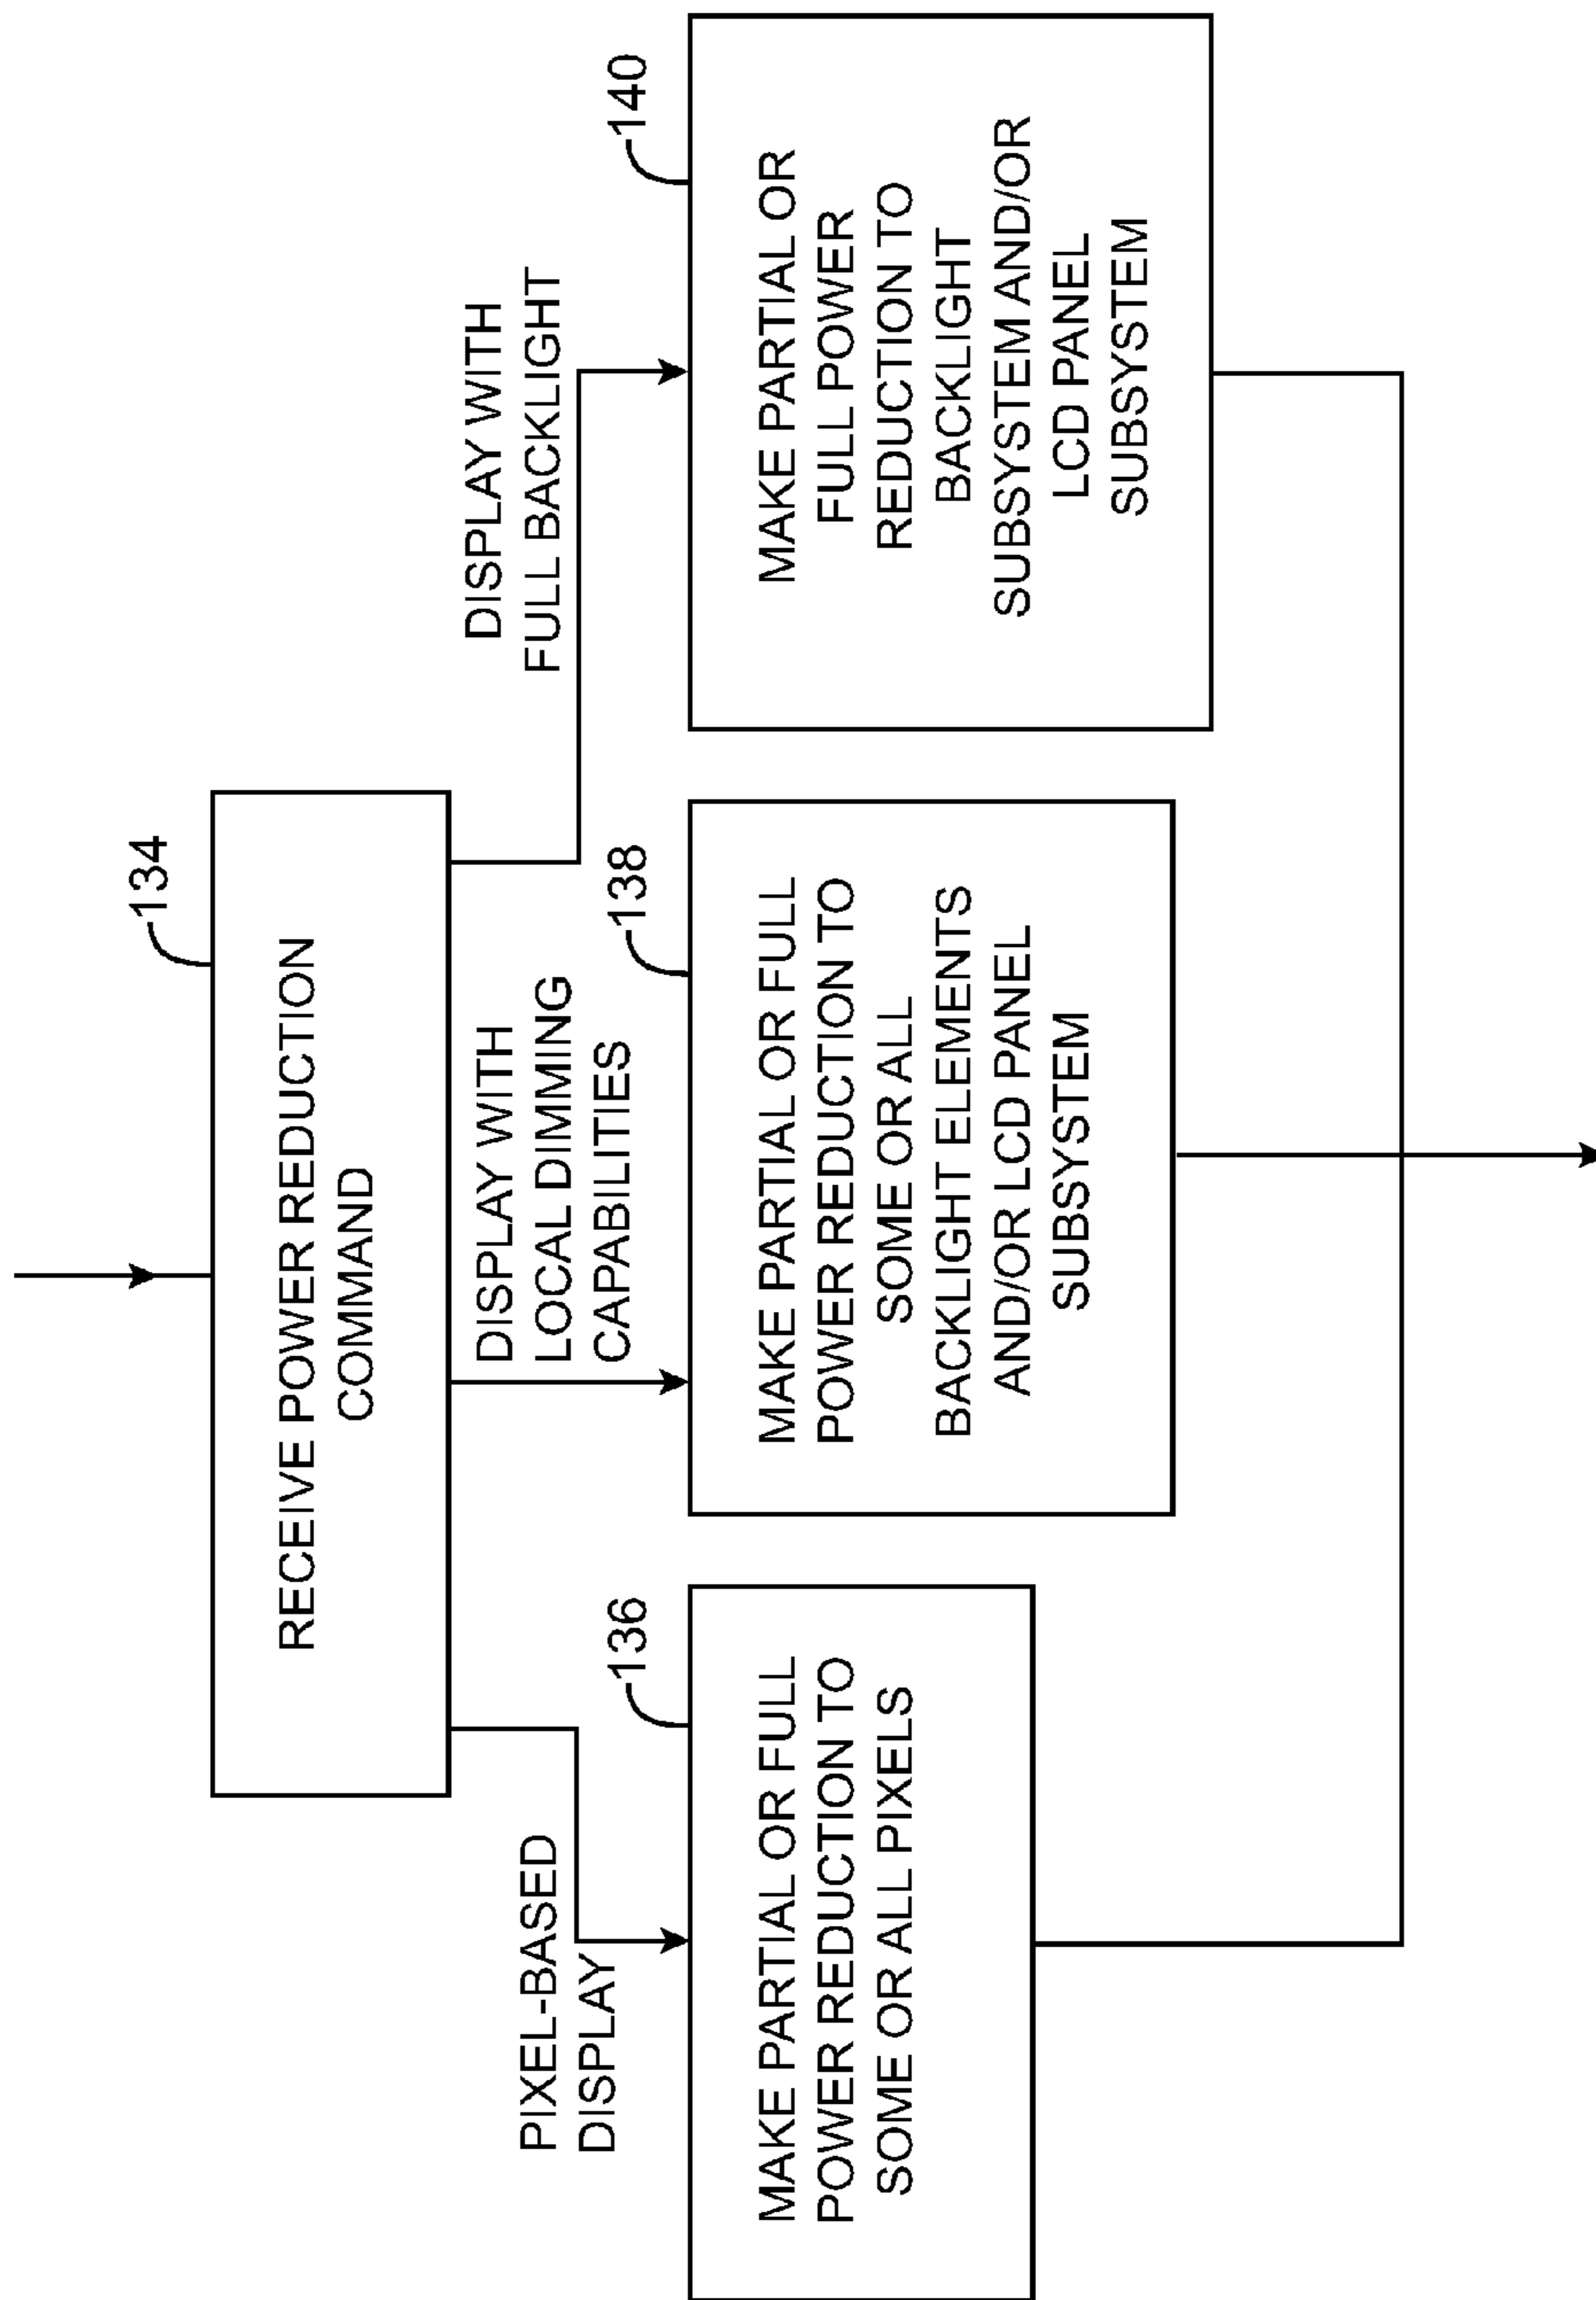 134
RECEIVE POWER REDUCTION
COMMAND
PIXEL-BASED
DISPLAY
DISPLAY WITH
LOCAL DIMMING
CAPABILITIES
DISPLAY WITH
FULL BACKLIGHT
136
MAKE PARTIAL OR FULL
POWER REDUCTION TO
SOME OR ALL PIXELS
138
MAKE PARTIAL OR FULL
POWER REDUCTION TO
SOME OR ALL
BACKLIGHT ELEMENTS
AND/OR LCD PANEL
SUBSYSTEM
140
MAKE PARTIAL OR
FULL POWER
REDUCTION TO
BACKLIGHT
SUBSYSTEM AND/OR
LCD PANEL
SUBSYSTEM